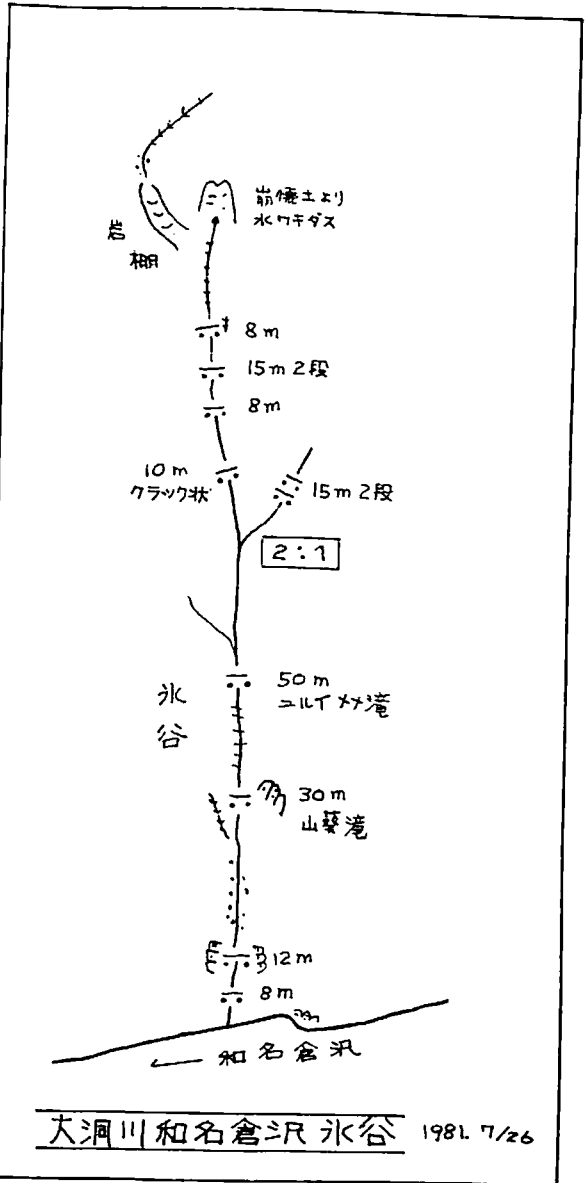 崩壊土より
水ワキダス
岩
棚
8m
15m 2段
8m
10m
クラック状
15m 2段
2:1
50m
ユルイナメ滝
氷
谷
30m
山葵滝
12m
8m
← 和名倉沢
大洞川和名倉沢 氷谷 1981. 7/26